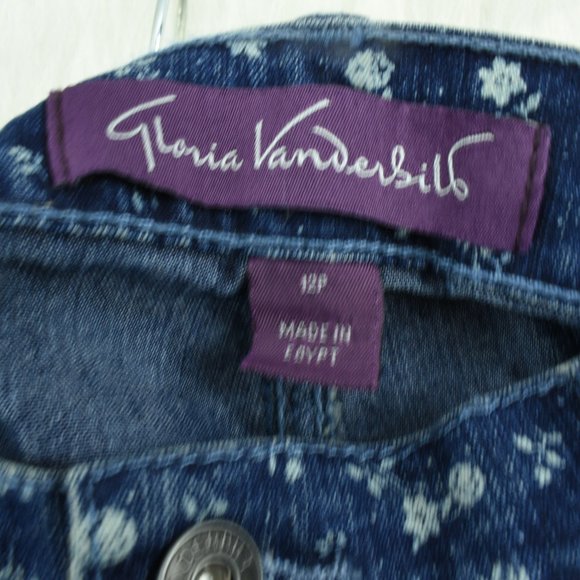 Gloria Vanderbilt
12P
MADE IN
EGYPT